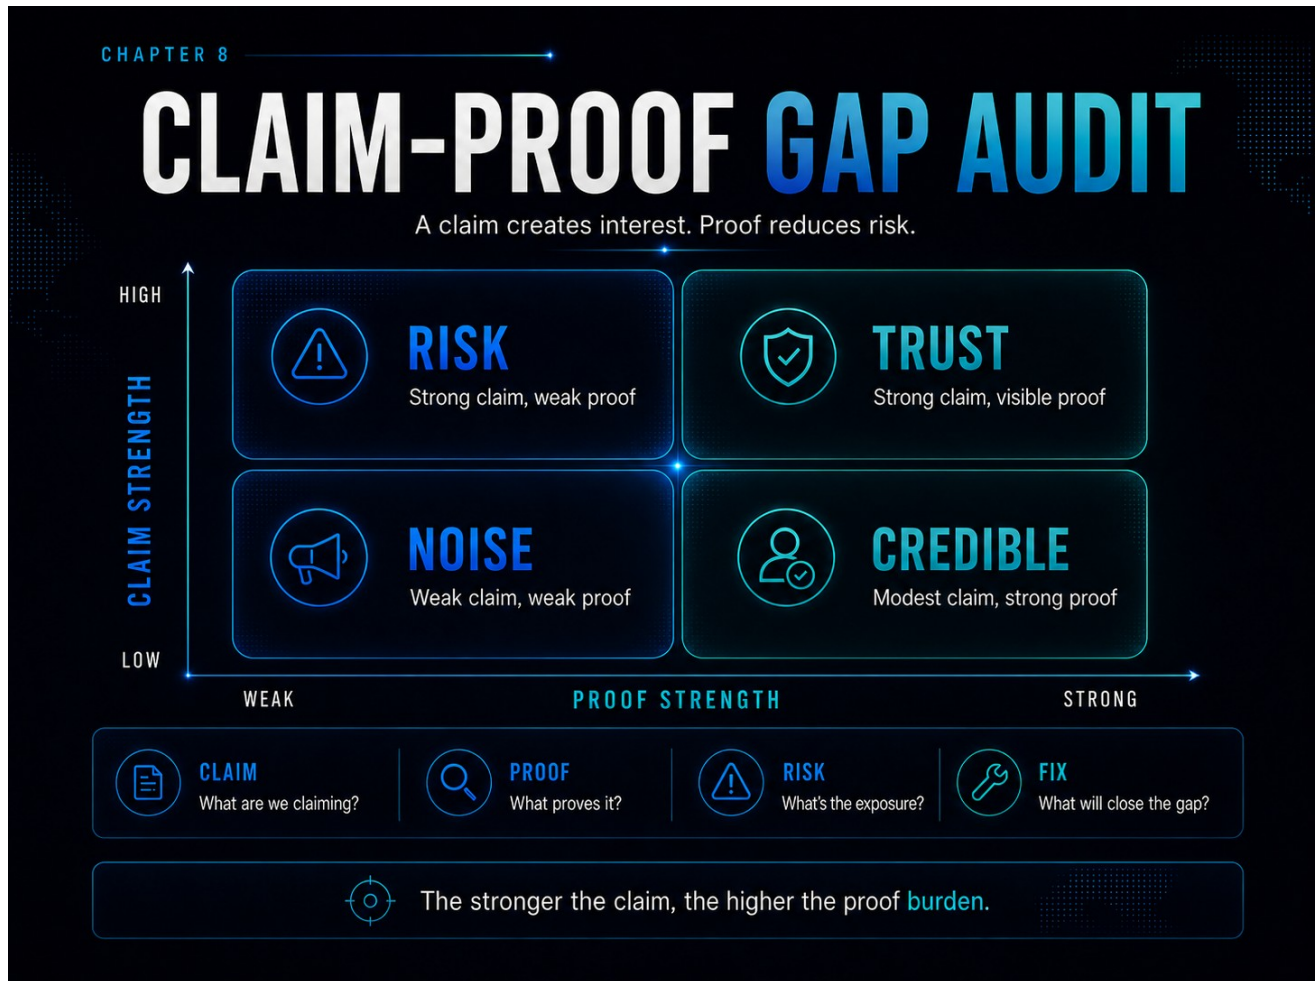 CHAPTER 8
CLAIM-PROOF GAP AUDIT
A claim creates interest. Proof reduces risk.
HIGH
CLAIM STRENGTH
LOW
RISK
Strong claim, weak proof
TRUST
Strong claim, visible proof
NOISE
Weak claim, weak proof
CREDIBLE
Modest claim, strong proof
WEAK
PROOF STRENGTH
STRONG
CLAIM
What are we claiming?
PROOF
What proves it?
RISK
What's the exposure?
FIX
What will close the gap?
The stronger the claim, the higher the proof burden.